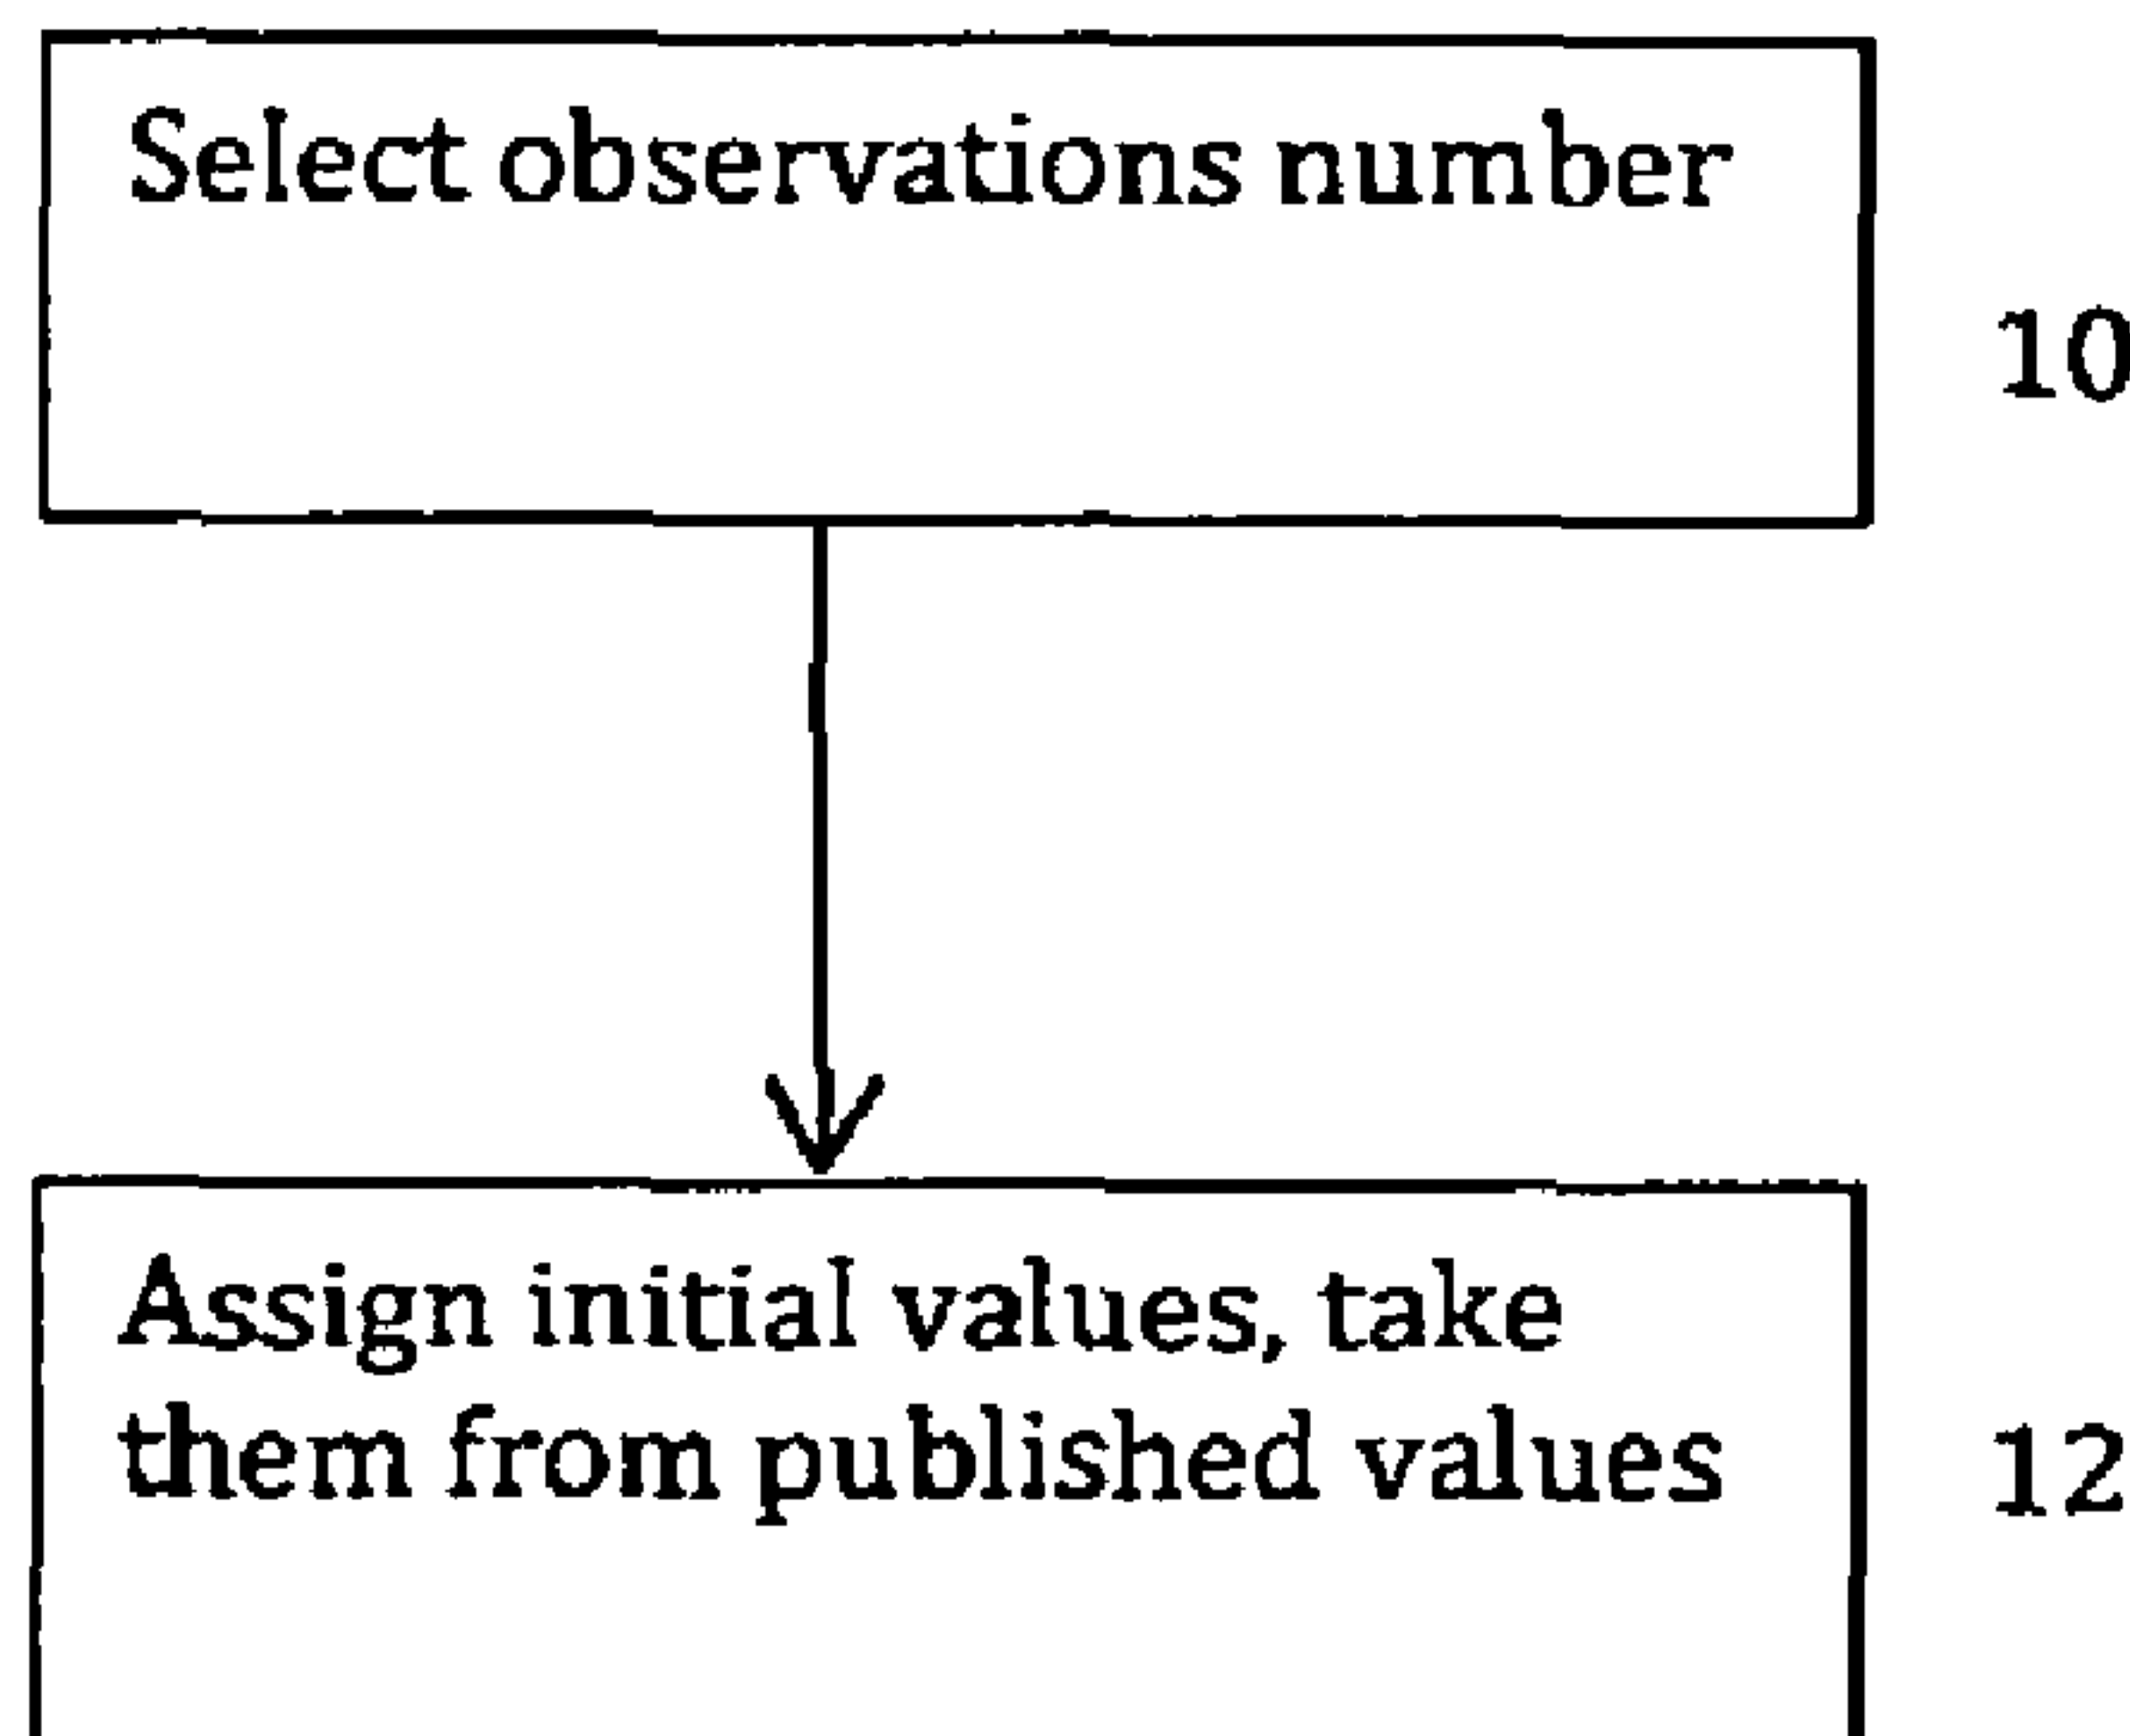 Select observations number
10
Assign initial values, take
them from published values
12